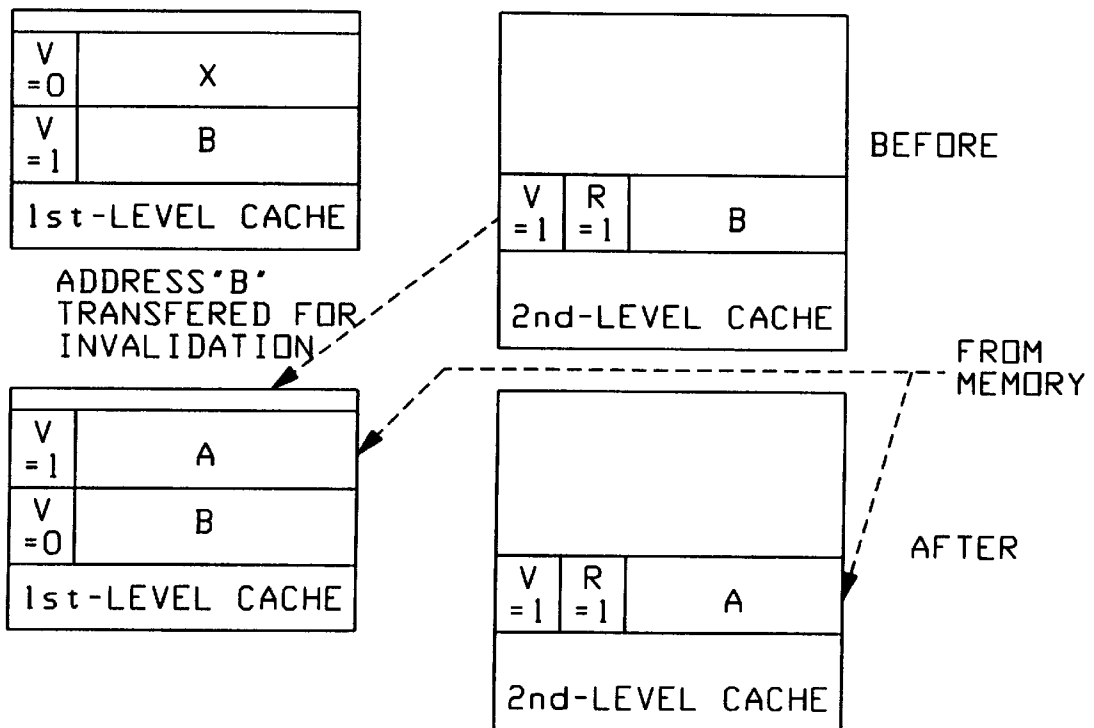 V
=0
X
V
=1
B
1st-LEVEL CACHE
BEFORE
V
=1
R
=1
B
2nd-LEVEL CACHE
ADDRESS"B"
TRANSFERED FOR
INVALIDATION
FROM
MEMORY
V
=1
A
V
=0
B
1st-LEVEL CACHE
AFTER
V
=1
R
=1
A
2nd-LEVEL CACHE